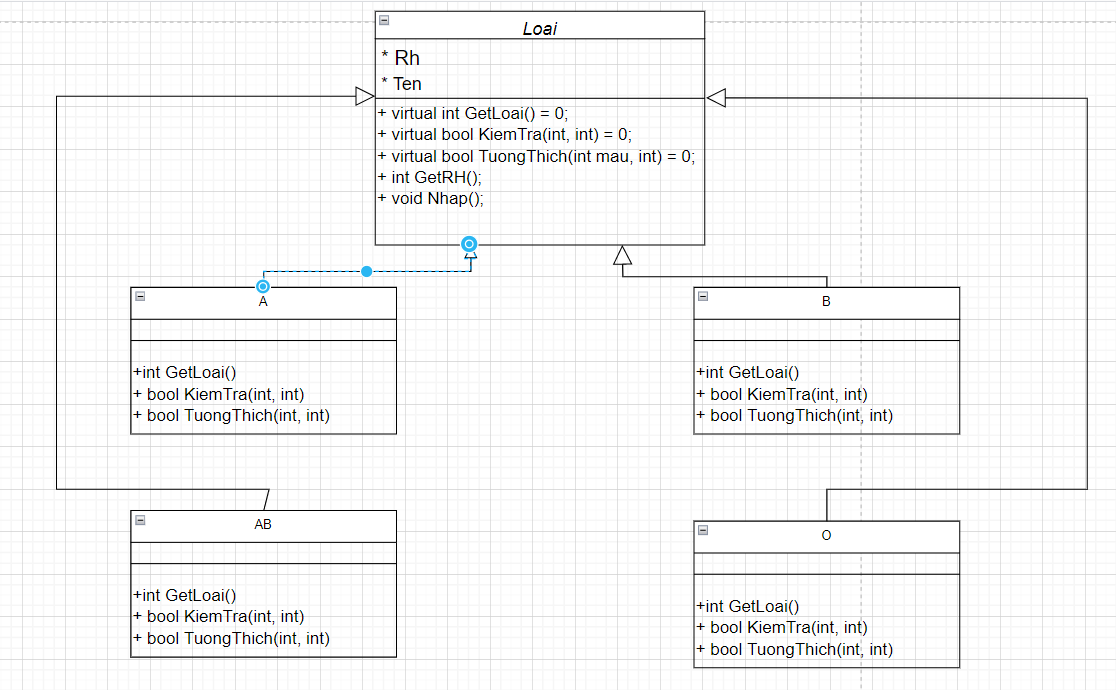 Loai
* Rh
* Ten
+ virtual int GetLoai() = 0;
+ virtual bool KiemTra(int, int) = 0;
+ virtual bool TuongThich(int mau, int) = 0;
+ int GetRH();
+ void Nhap();
A
+int GetLoai()
+ bool KiemTra(int, int)
+ bool TuongThich(int, int)
B
+int GetLoai()
+ bool KiemTra(int, int)
+ bool TuongThich(int, int)
AB
+int GetLoai()
+ bool KiemTra(int, int)
+ bool TuongThich(int, int)
O
+int GetLoai()
+ bool KiemTra(int, int)
+ bool TuongThich(int, int)